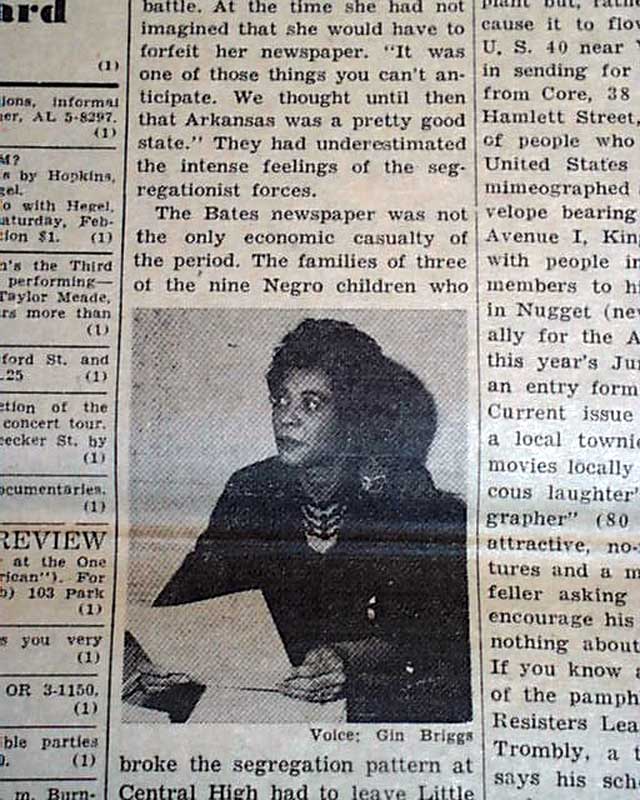 ard
(1)
ions, informal
er, AL 5-8297.
(1)
M?
s by Hopkins,
gel.
o with Hegel,
aturday, Feb-
ion $1. (1)
n's the Third
performing—
Taylor Meade,
rs more than
(1)
ford St. and
.25 (1)
ction of the
concert tour.
eecker St. by
(1)
ocumentaries.
(1)
REVIEW
at the One
rican"). For
b) 103 Park
(1)
s you very
(1)
OR 3-1150.
(1)
ble parties
(1)
m. Burn-
battle. At the time she had not
imagined that she would have to
forfeit her newspaper. “It was
one of those things you can't an-
ticipate. We thought until then
that Arkansas was a pretty good
state.” They had underestimated
the intense feelings of the seg-
regationist forces.
The Bates newspaper was not
the only economic casualty of
the period. The families of three
of the nine Negro children who
Voice: Gin Briggs
broke the segregation pattern at
Central High had to leave Little
plant but, rathe
cause it to flow
U. S. 40 near
in sending for
from Core, 38
Hamlett Street,
of people who
United States
mimeographed
velope bearing
Avenue I, King
with people in
members to hi
in Nugget (nev
ally for the A
this year's Jun
an entry form
Current issue
a local townie
movies locally
cous laughter'
grapher” (80
attractive, no-
tures and a m
feller asking
encourage his
nothing about
If you know a
of the pamph
Resisters Lea
Trombly, a t
says his sch